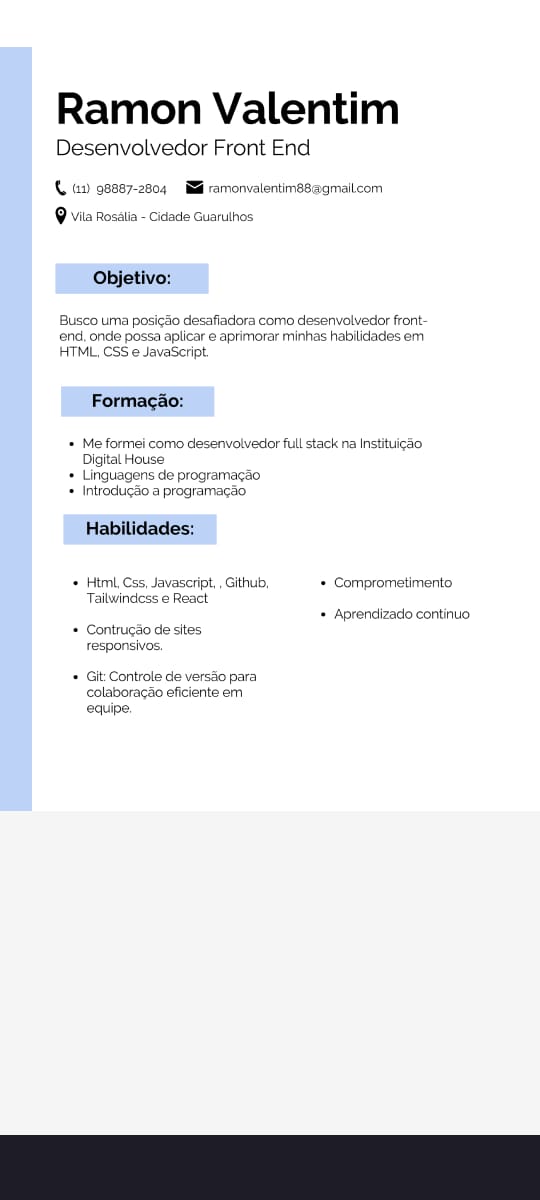 Ramon Valentim
Desenvolvedor Front End
(11) 98887-2804 ramonvalentim88@gmail.com
Vila Rosália - Cidade Guarulhos
Objetivo:
Busco uma posição desafiadora como desenvolvedor front-
end, onde possa aplicar e aprimorar minhas habilidades em
HTML, CSS e JavaScript.
Formação:
• Me formei como desenvolvedor full stack na Instituição
Digital House
• Linguagens de programação
• Introdução a programação
Habilidades:
• Html, Css, Javascript, , Github,
Tailwindcss e React
• Contrução de sites
responsivos.
• Git: Controle de versão para
colaboração eficiente em
equipe.
• Comprometimento
• Aprendizado contínuo